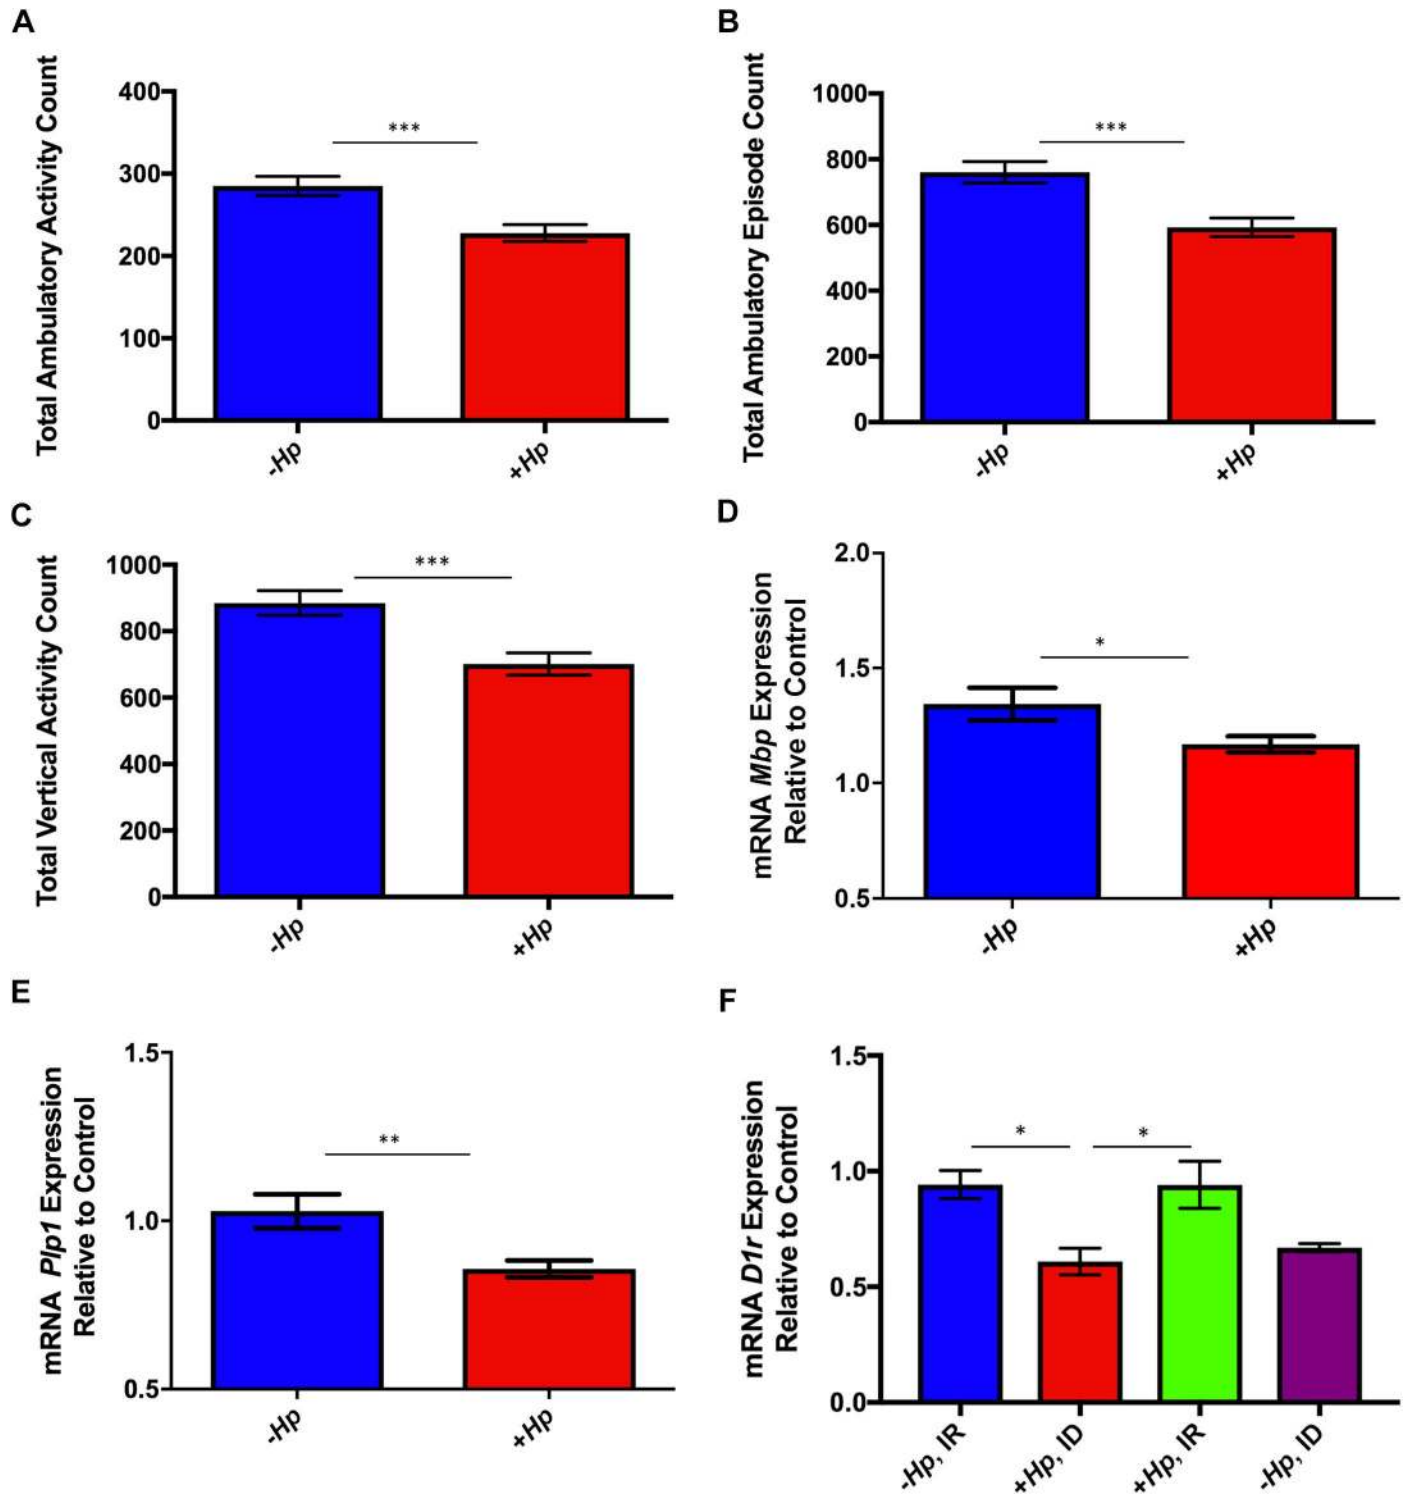 A
Total Ambulatory Activity Count
400
300
200
100
0
***
-Hp
+Hp
B
Total Ambulatory Episode Count
1000
800
600
400
200
0
***
-Hp
+Hp
C
Total Vertical Activity Count
1000
800
600
400
200
0
***
-Hp
+Hp
D
mRNA Mbp Expression
Relative to Control
2.0
1.5
1.0
0.5
*
-Hp
+Hp
E
mRNA Plp1 Expression
Relative to Control
1.5
1.0
0.5
**
-Hp
+Hp
F
mRNA D1r Expression
Relative to Control
1.5
1.0
0.5
0.0
*
*
-Hp, IR
+Hp, ID
+Hp, IR
-Hp, ID